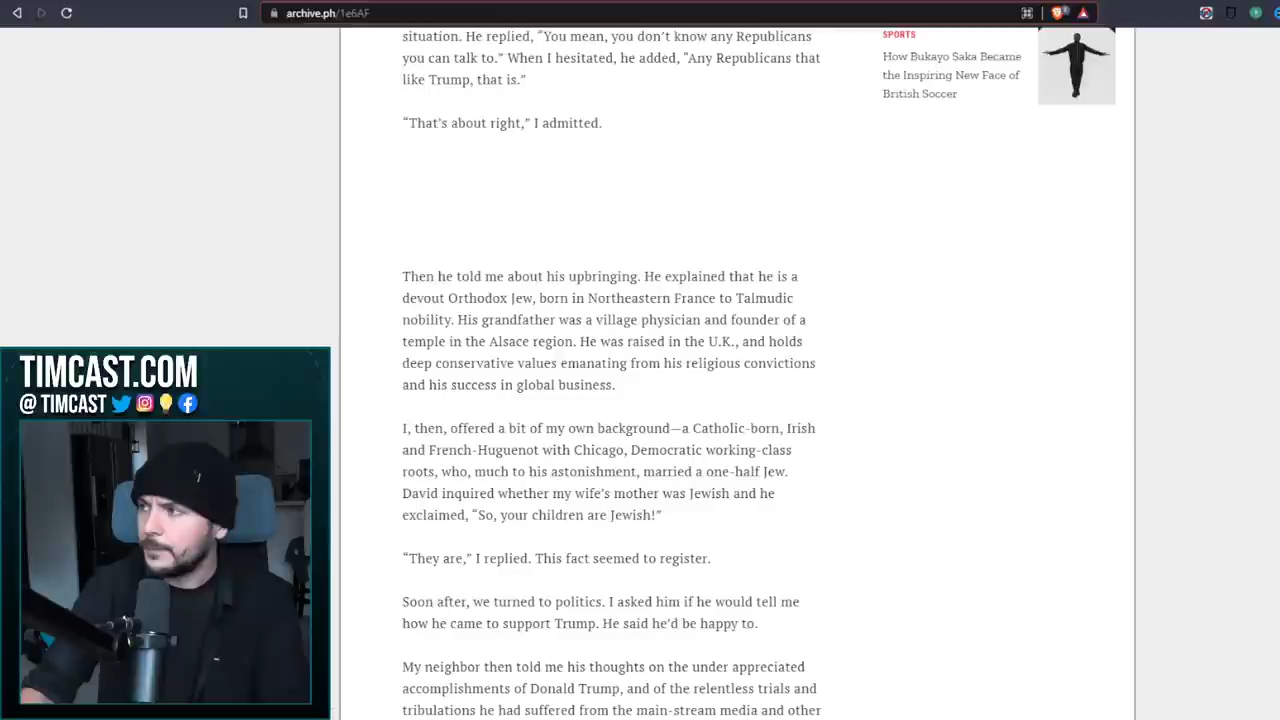 archive.ph/1e6AF
situation. He replied, “You mean, you don’t know any Republicans
you can talk to.” When I hesitated, he added, “Any Republicans that
like Trump, that is.”
“That’s about right,” I admitted.
SPORTS
How Bukayo Saka Became
the Inspiring New Face of
British Soccer
Then he told me about his upbringing. He explained that he is a
devout Orthodox Jew, born in Northeastern France to Talmudic
nobility. His grandfather was a village physician and founder of a
temple in the Alsace region. He was raised in the U.K., and holds
deep conservative values emanating from his religious convictions
and his success in global business.
I, then, offered a bit of my own background—a Catholic-born, Irish
and French-Huguenot with Chicago, Democratic working-class
roots, who, much to his astonishment, married a one-half Jew.
David inquired whether my wife’s mother was Jewish and he
exclaimed, “So, your children are Jewish!”
“They are,” I replied. This fact seemed to register.
Soon after, we turned to politics. I asked him if he would tell me
how he came to support Trump. He said he’d be happy to.
My neighbor then told me his thoughts on the under appreciated
accomplishments of Donald Trump, and of the relentless trials and
tribulations he had suffered from the main-stream media and other
TIMCAST.COM
@ TIMCAST